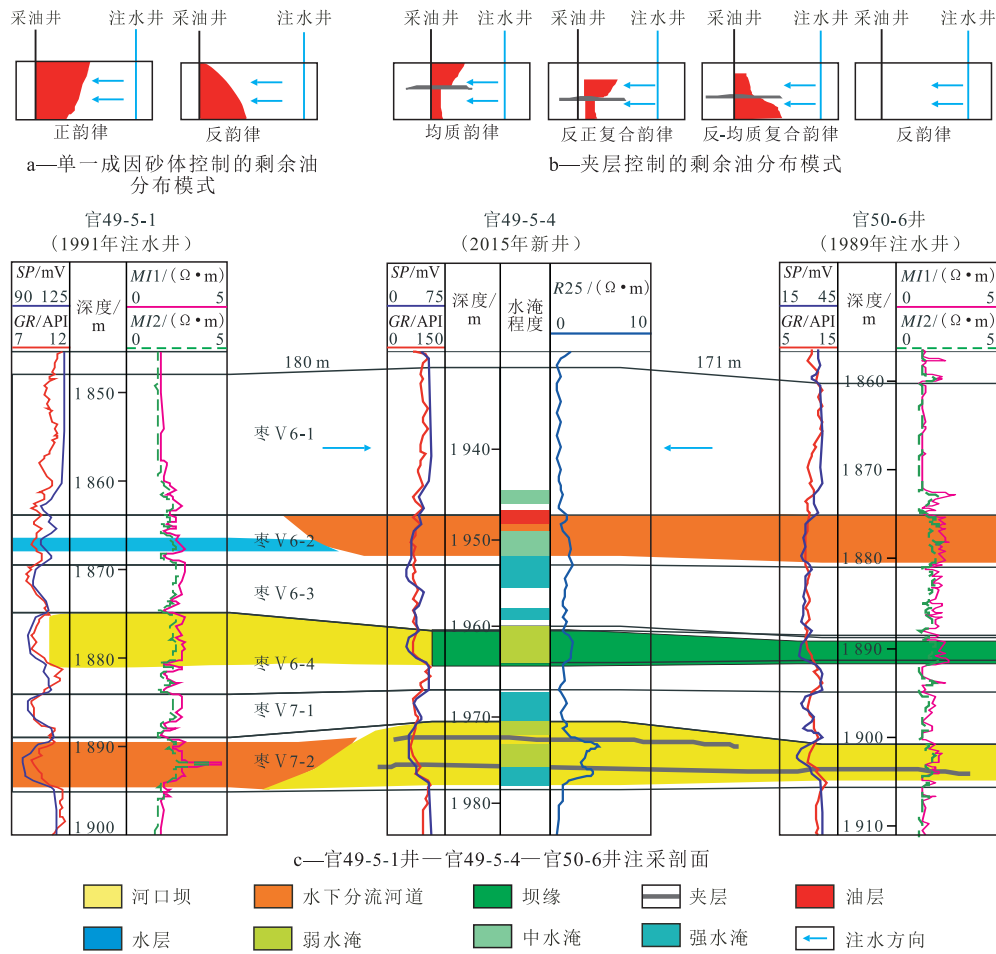 采油井 注水井 采油井 注水井 采油井 注水井 采油井 注水井 采油井 注水井 采油井 注水井
正韵律 反韵律 均质韵律 反正复合韵律 反-均质复合韵律 反韵律
a—单一成因砂体控制的剩余油
分布模式
b—夹层控制的剩余油分布模式
官49-5-1 官49-5-4 官50-6井
（1991年注水井） （2015年新井） （1989年注水井）
SP/mV
90 125
GR/API
7 12
深度/
m
MI1/(Ω•m)
0 5
MI2/(Ω•m)
0 5
SP/mV
0 75
GR/API
0 150
深度/
m
水淹
程度
R25/(Ω•m)
0 10
SP/mV
15 45
GR/API
5 15
深度/
m
MI1/(Ω•m)
0 5
MI2/(Ω•m)
0 5
180 m 171 m
1 850
1 860
1 870
1 880
1 890
1 900
枣Ⅴ6-1
枣Ⅴ6-2
枣Ⅴ6-3
枣Ⅴ6-4
枣Ⅴ7-1
枣Ⅴ7-2
1 940
1 950
1 960
1 970
1 980
1 860
1 870
1 880
1 890
1 900
1 910
c—官49-5-1井—官49-5-4—官50-6井注采剖面
河口坝 水下分流河道 坝缘 夹层 油层
水层 弱水淹 中水淹 强水淹 注水方向